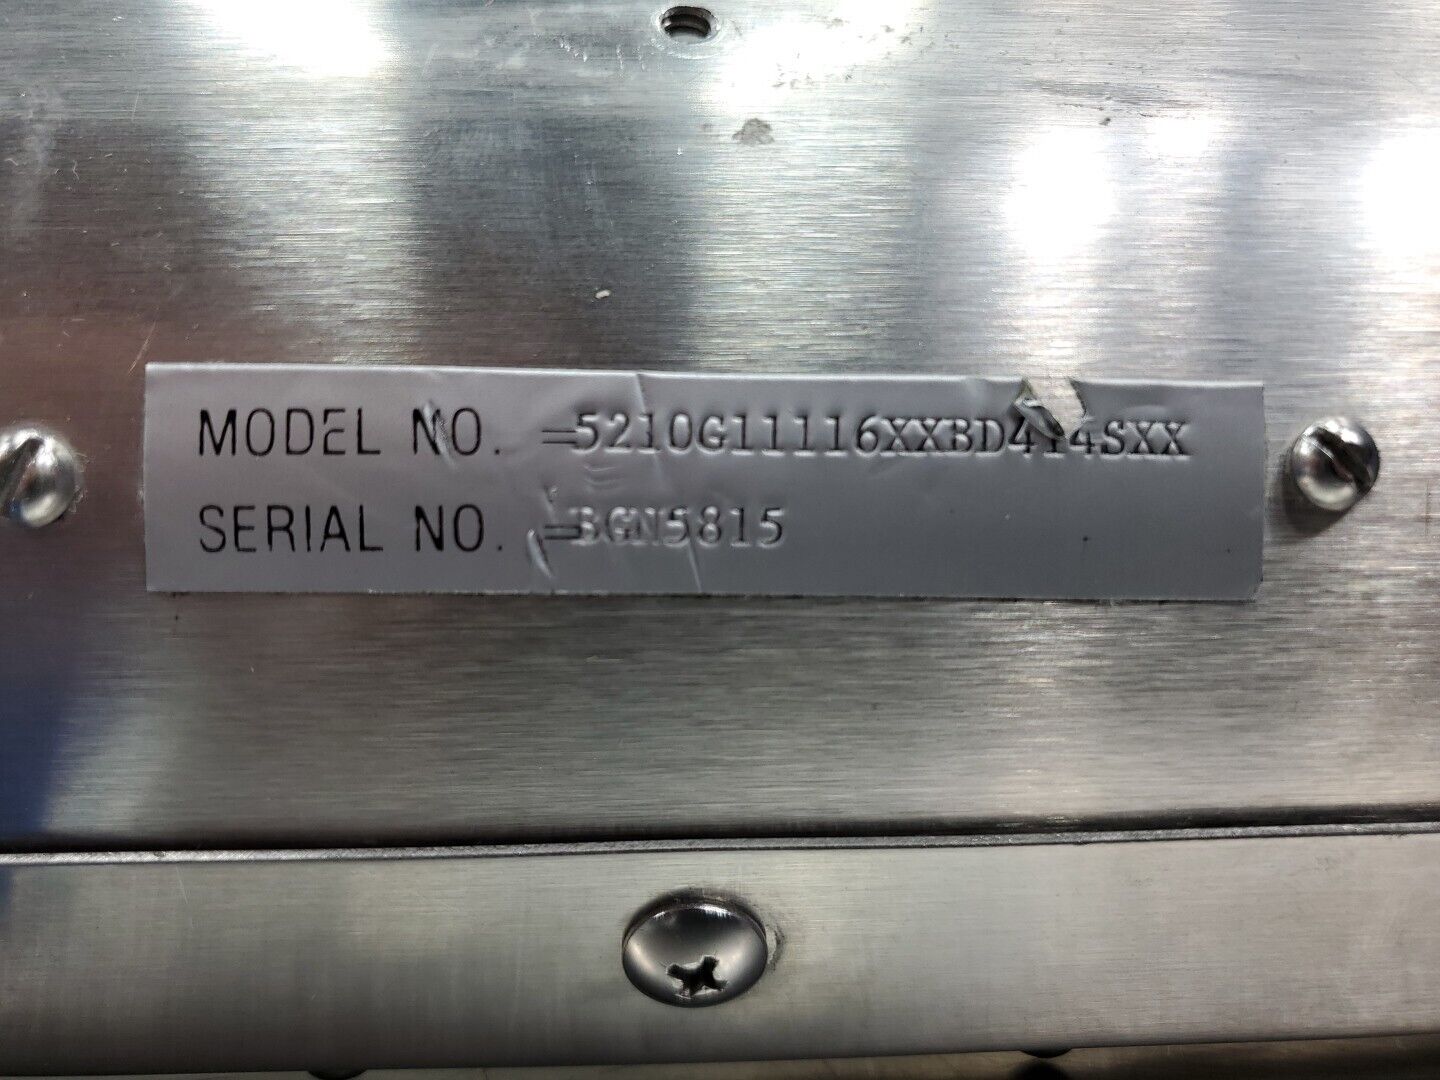 MODEL NO. =5210G11116XXBD414SXX
SERIAL NO. =BGN5815